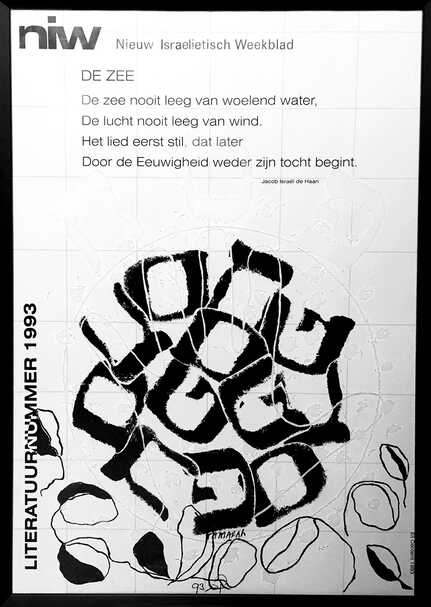 niw Nieuw Israelietisch Weekblad
DE ZEE
De zee nooit leeg van woelend water,
De lucht nooit leeg van wind.
Het lied eerst stil, dat later
Door de Eeuwigheid weder zijn tocht begint.
Jacob Israël de Haan
LITERATUURNUMMER 1993
93